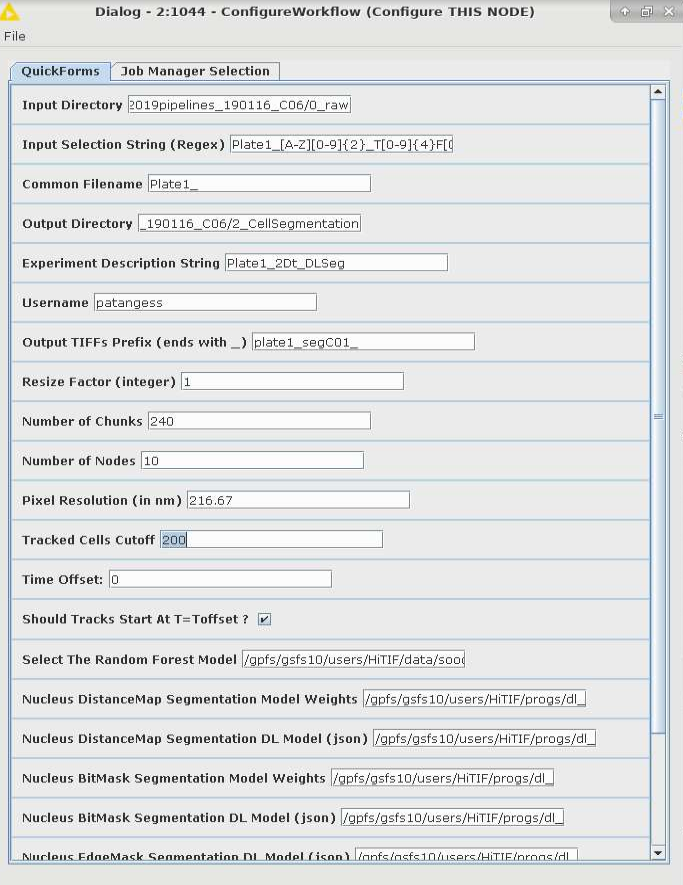 Dialog - 2:1044 - ConfigureWorkflow (Configure THIS NODE)
File
QuickForms Job Manager Selection
Input Directory 2019pipelines_190116_C06/0_raw
Input Selection String (Regex) Plate1_[A-Z][0-9]{2}_T[0-9]{4}F[0
Common Filename Plate1_
Output Directory _190116_C06/2_CellSegmentation
Experiment Description String Plate1_2Dt_DLSeg
Username patangess
Output TIFFs Prefix (ends with _) plate1_segC01_
Resize Factor (integer) 1
Number of Chunks 240
Number of Nodes 10
Pixel Resolution (in nm) 216.67
Tracked Cells Cutoff 200
Time Offset: 0
Should Tracks Start At T=Toffset ?
Select The Random Forest Model /gpfs/gsfs10/users/HiTIF/data/soo
Nucleus DistanceMap Segmentation Model Weights /gpfs/gsfs10/users/HiTIF/progs/dl_
Nucleus DistanceMap Segmentation DL Model (json) /gpfs/gsfs10/users/HiTIF/progs/dl_
Nucleus BitMask Segmentation Model Weights /gpfs/gsfs10/users/HiTIF/progs/dl_
Nucleus BitMask Segmentation DL Model (json) /gpfs/gsfs10/users/HiTIF/progs/dl_
Nucleus EdgeMask Segmentation DL Model (json) /gpfs/gsfs10/users/HiTIF/progs/dl_